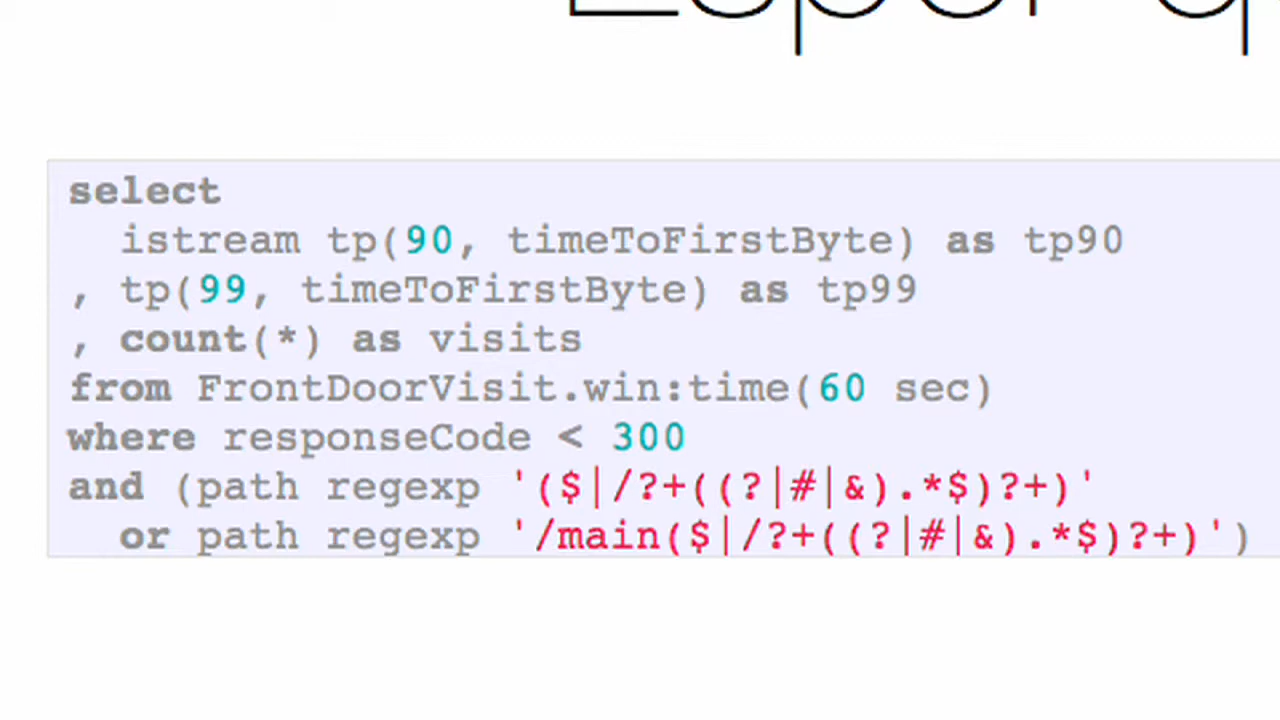 select
istream tp(90, timeToFirstByte) as tp90
, tp(99, timeToFirstByte) as tp99
, count(*) as visits
from FrontDoorVisit.win:time(60 sec)
where responseCode < 300
and (path regexp '($|/?+((?|#|&).*$)?+)'
or path regexp '/main($|/?+((?|#|&).*$)?+)')